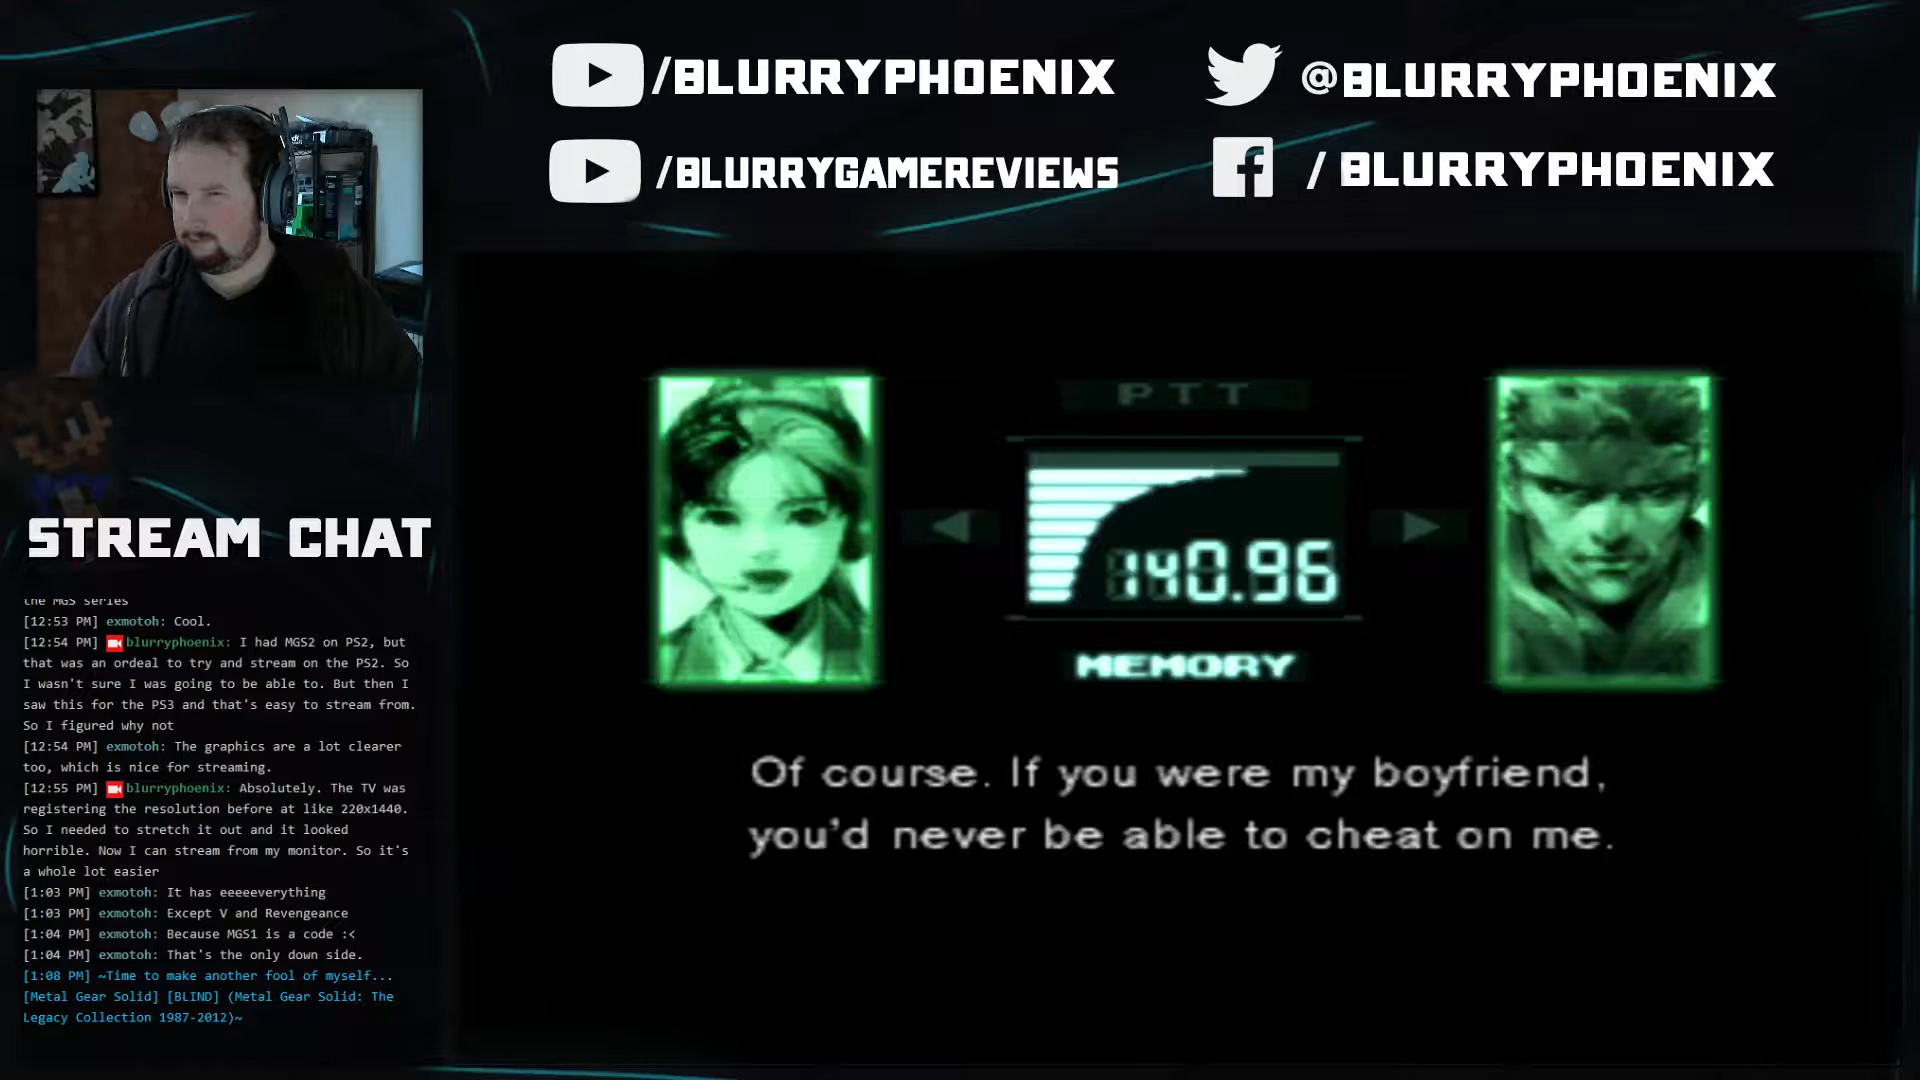 /BLURRYPHOENIX
@BLURRYPHOENIX
/BLURRYGAMEREVIEWS
/ BLURRYPHOENIX
PTT
140.96
MEMORY
Of course. If you were my boyfriend,
you'd never be able to cheat on me.
STREAM CHAT
the MGS series
[12:53 PM] exmotoh: Cool.
[12:54 PM] blurryphoenix: I had MGS2 on PS2, but
that was an ordeal to try and stream on the PS2. So
I wasn't sure I was going to be able to. But then I
saw this for the PS3 and that's easy to stream from.
So I figured why not
[12:54 PM] exmotoh: The graphics are a lot clearer
too, which is nice for streaming.
[12:55 PM] blurryphoenix: Absolutely. The TV was
registering the resolution before at like 220x1440.
So I needed to stretch it out and it looked
horrible. Now I can stream from my monitor. So it's
a whole lot easier
[1:03 PM] exmotoh: It has eeeeeverything
[1:03 PM] exmotoh: Except V and Revengeance
[1:04 PM] exmotoh: Because MGS1 is a code :<
[1:04 PM] exmotoh: That's the only down side.
[1:08 PM] ~Time to make another fool of myself...
[Metal Gear Solid] [BLIND] (Metal Gear Solid: The
Legacy Collection 1987-2012)~